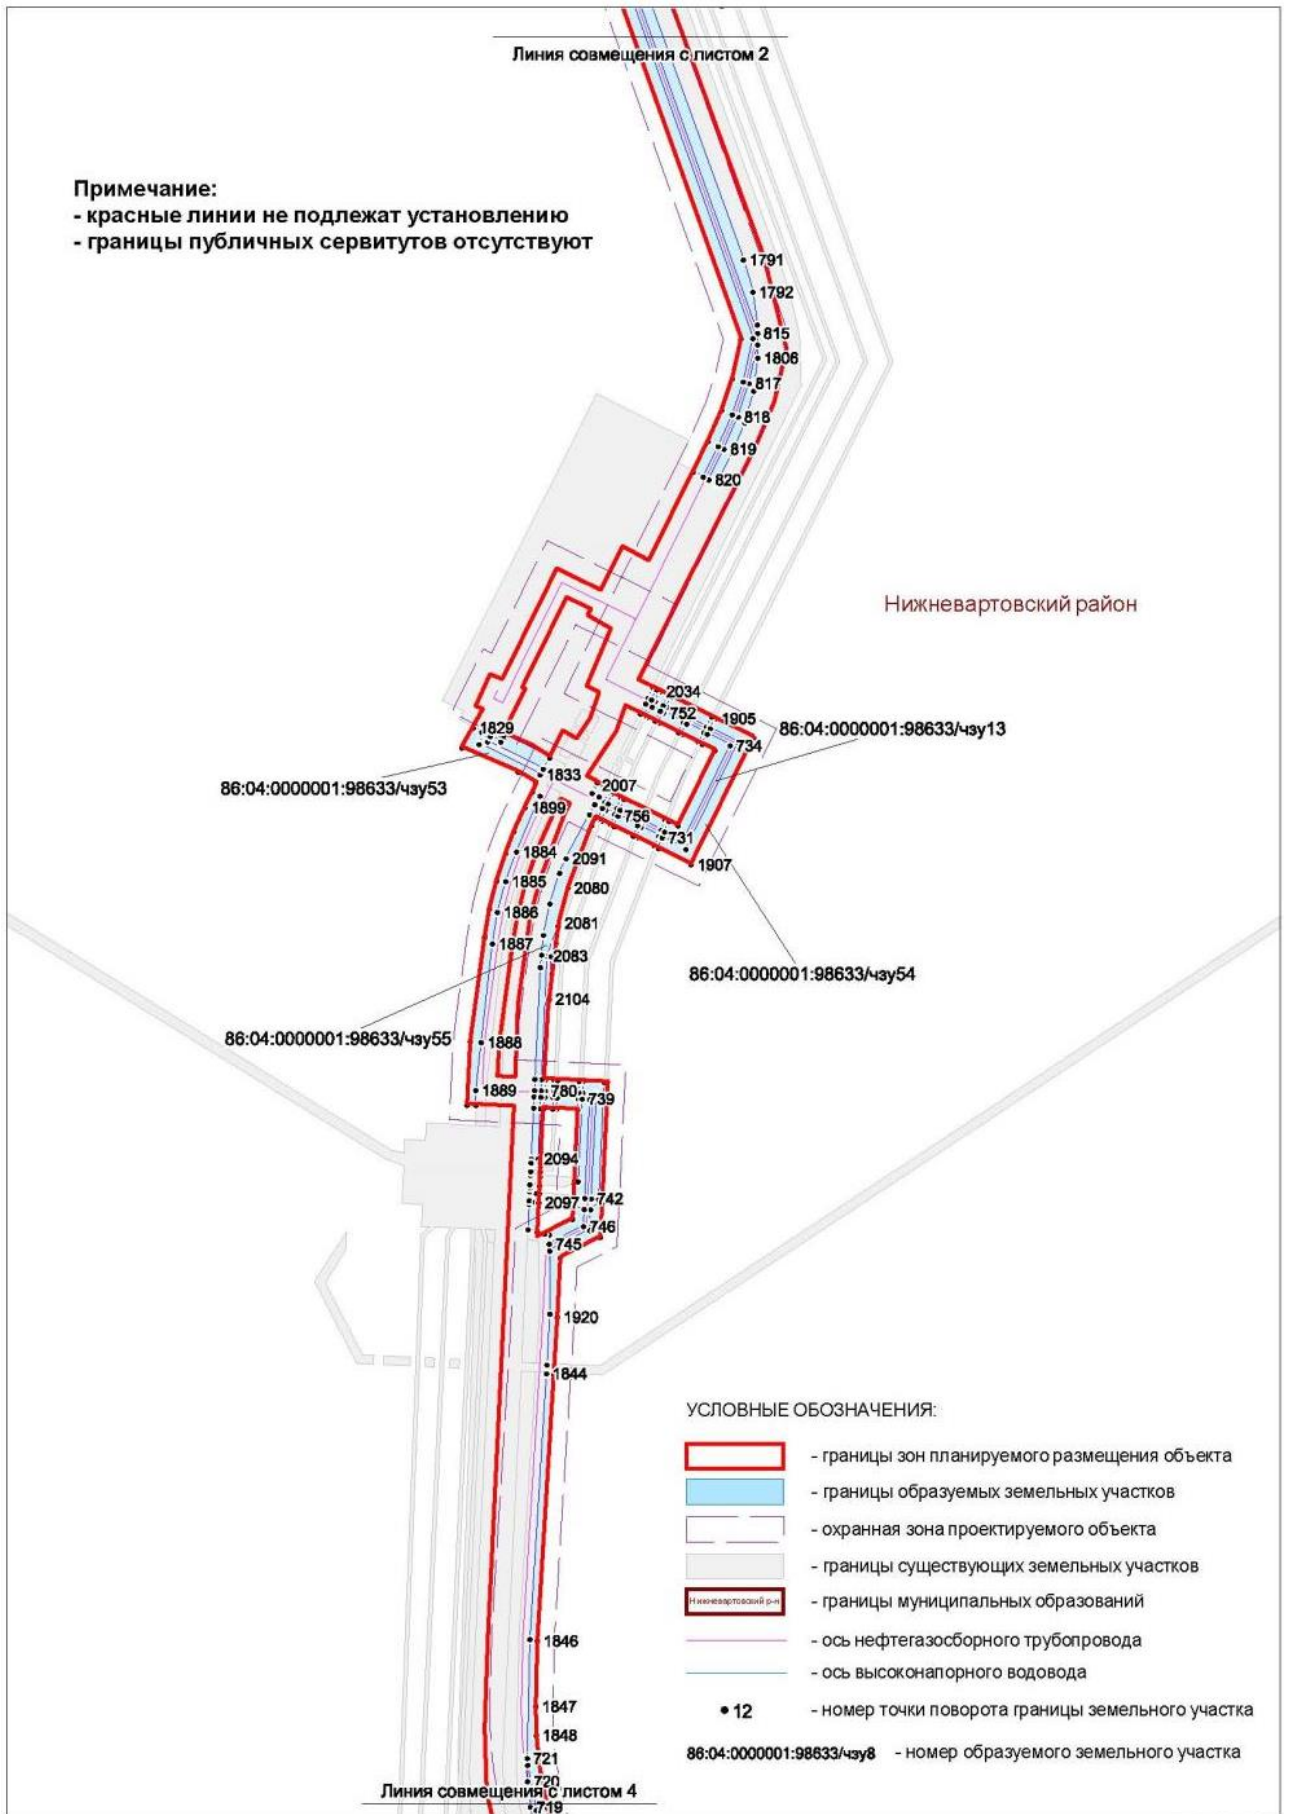 Линия совмещения с листом 2
Примечание:
- красные линии не подлежат установлению
- границы публичных сервитутов отсутствуют
1791
1792
815
1806
817
818
819
820
Нижневартовский район
2034
752
1905
734
86:04:0000001:98633/чзу13
1829
1833
86:04:0000001:98633/чзу53
2007
1899
756
731
1907
1884
2091
1885
2080
1886
2081
1887
2083
86:04:0000001:98633/чзу54
2104
86:04:0000001:98633/чзу55
1888
1889
780
739
2094
2097
742
746
745
1920
1844
УСЛОВНЫЕ ОБОЗНАЧЕНИЯ:
- границы зон планируемого размещения объекта
- границы образуемых земельных участков
- охранная зона проектируемого объекта
- границы существующих земельных участков
Нижневартовский р-н - границы муниципальных образований
- ось нефтегазосборного трубопровода
- ось высоконапорного водовода
12 - номер точки поворота границы земельного участка
86:04:0000001:98633/чзу8 - номер образуемого земельного участка
1846
1847
1848
721
720
Линия совмещения с листом 4
719